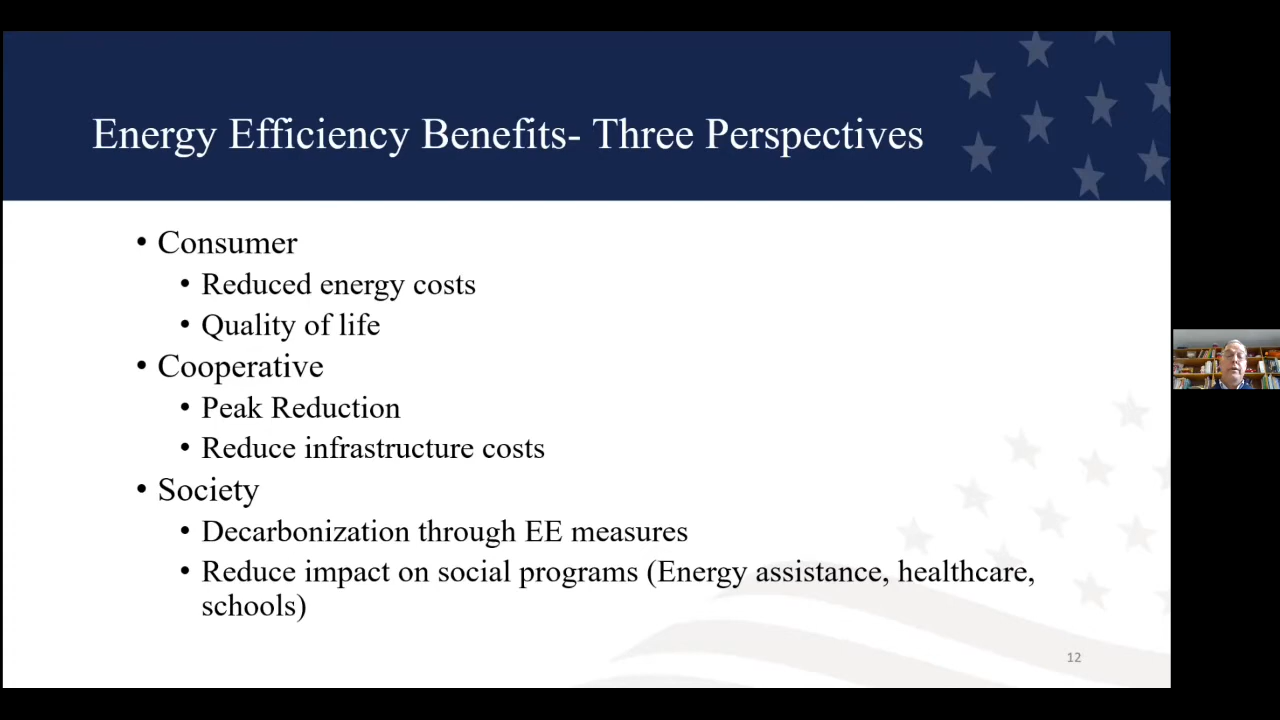 Energy Efficiency Benefits- Three Perspectives
• Consumer
• Reduced energy costs
• Quality of life
• Cooperative
• Peak Reduction
• Reduce infrastructure costs
• Society
• Decarbonization through EE measures
• Reduce impact on social programs (Energy assistance, healthcare,
schools)
12